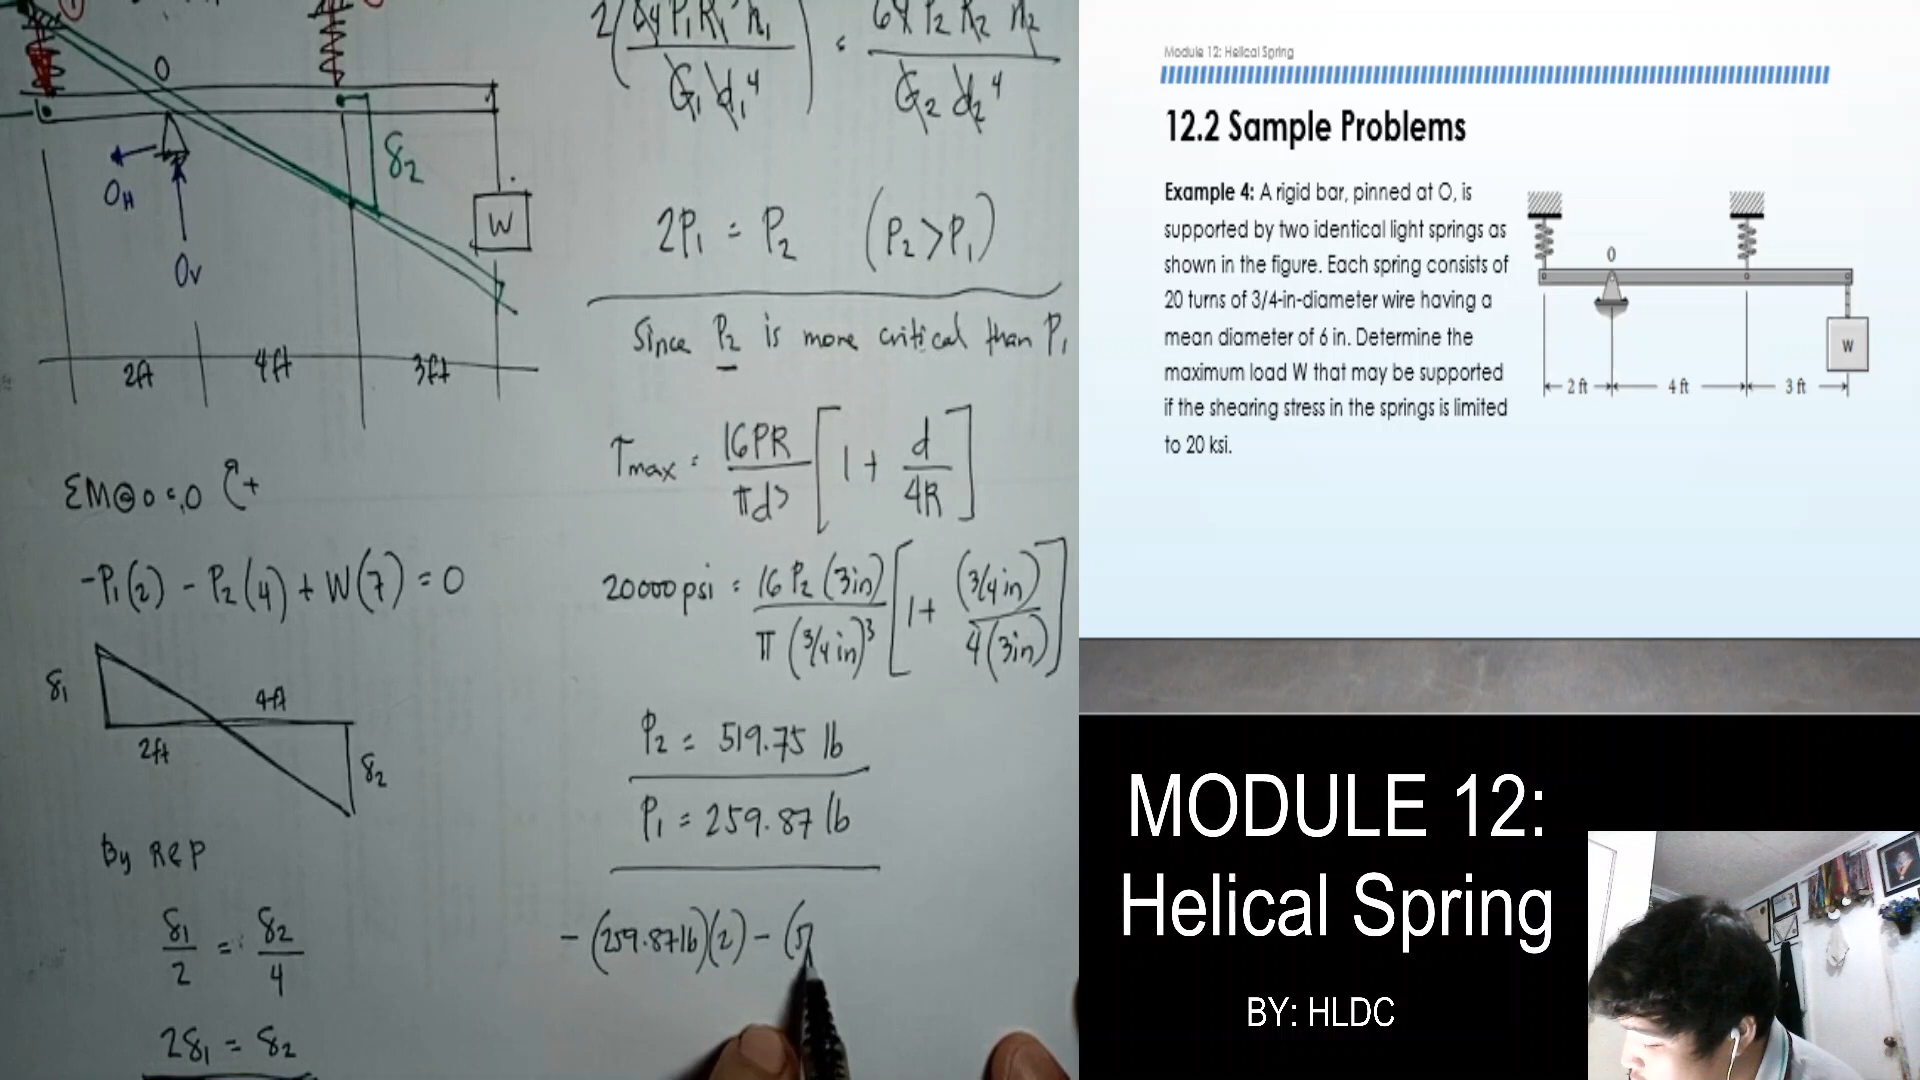 O
δ2
OH
OV
W
2ft
4ft
3ft
ΣM@0=0 ↻+
-P1(2) - P2(4) + W(7) = 0
δ1
4ft
2ft
δ2
By R&P
δ1/2 = δ2/4
2δ1 = δ2
2(64P1R1³n1/G1d1⁴) = 64P2R2³n2/G2d2⁴
2P1 = P2 (P2>P1)
Since P2 is more critical than P1
τmax = 16PR/πd³ [1 + d/4R]
20000psi = 16P2(3in)/π(3/4in)³ [1 + (3/4in)/4(3in)]
P2 = 519.75 lb
P1 = 259.87 lb
-(259.87lb)(2) - (5
Module 12: Helical Spring
12.2 Sample Problems
Example 4: A rigid bar, pinned at O, is
supported by two identical light springs as
shown in the figure. Each spring consists of
20 turns of 3/4-in-diameter wire having a
mean diameter of 6 in. Determine the
maximum load W that may be supported
if the shearing stress in the springs is limited
to 20 ksi.
O
W
2 ft
4 ft
3 ft
MODULE 12:
Helical Spring
BY: HLDC